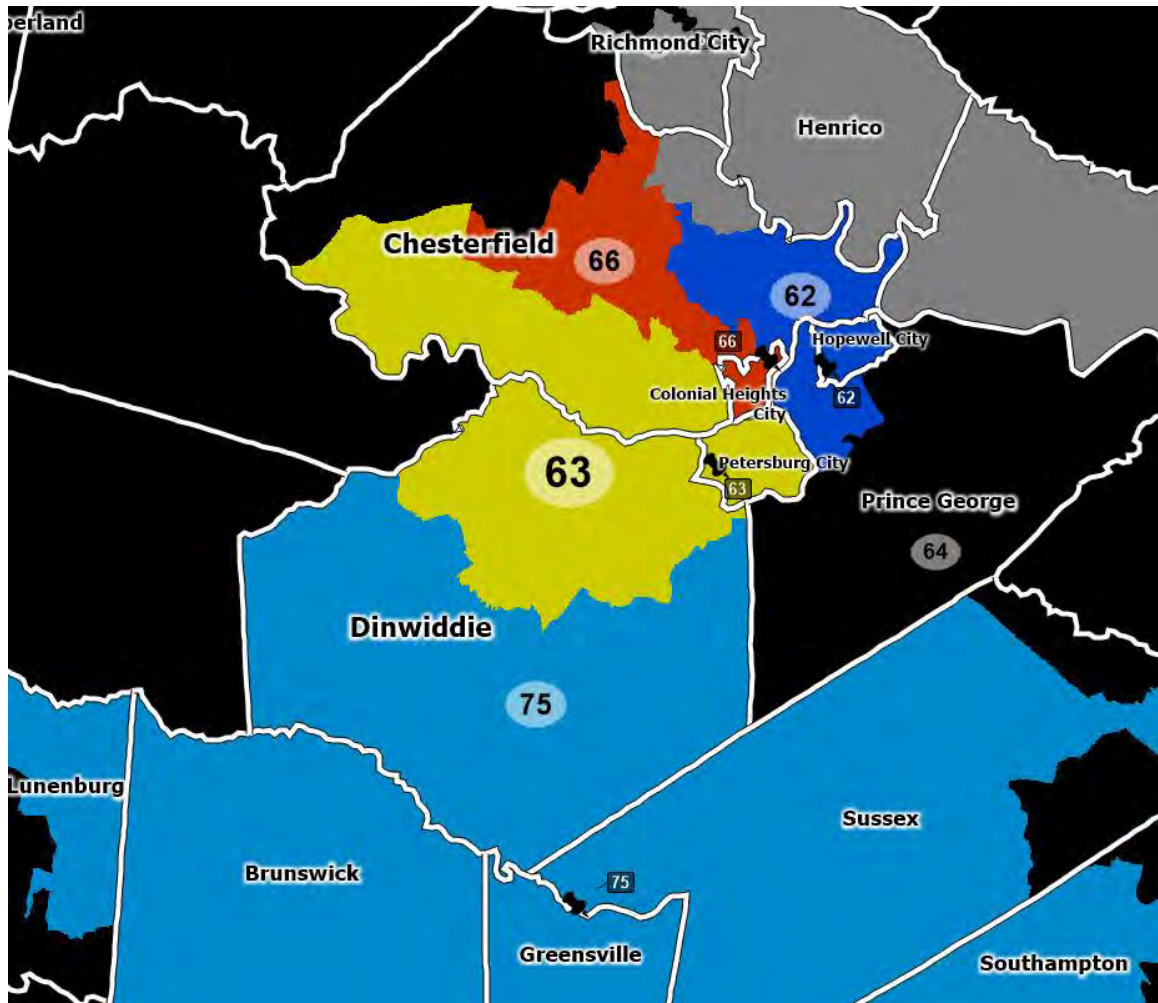 berland
Richmond City
Henrico
Chesterfield
66
62
66
Hopewell City
Colonial Heights
City
62
63
Petersburg City
63
Prince George
64
Dinwiddie
75
Lunenburg
Sussex
Brunswick
75
Greensville
Southampton